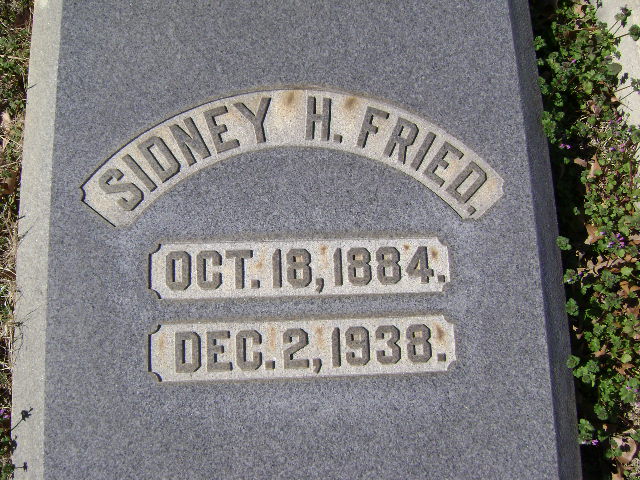 SIDNEY H. FRIED.
OCT. 18, 1884.
DEC. 2, 1938.